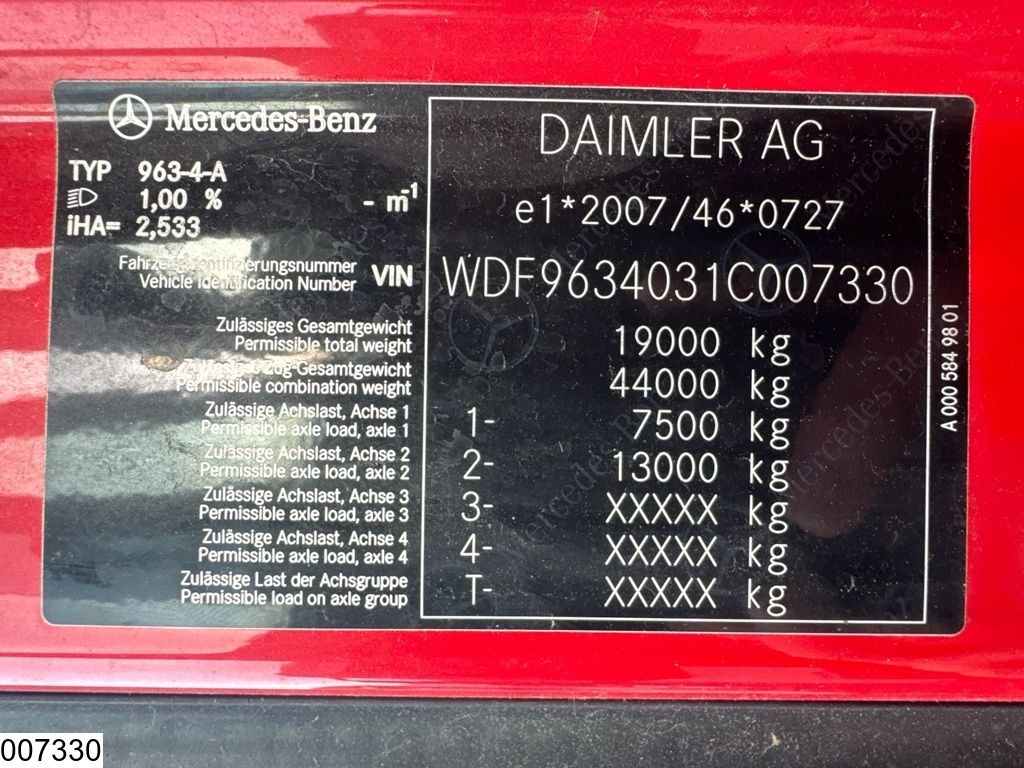 Mercedes-Benz
TYP 963-4-A
1,00 % - m-1
iHA= 2,533
DAIMLER AG
e1*2007/46*0727
Fahrzeugidentifizierungsnummer
Vehicle Identification Number VIN WDF9634031C007330
Zulässiges Gesamtgewicht
Permissible total weight 19000 kg
Zulässiges Zug-Gesamtgewicht
Permissible combination weight 44000 kg
Zulässige Achslast, Achse 1
Permissible axle load, axle 1 1- 7500 kg
Zulässige Achslast, Achse 2
Permissible axle load, axle 2 2- 13000 kg
Zulässige Achslast, Achse 3
Permissible axle load, axle 3 3- XXXXX kg
Zulässige Achslast, Achse 4
Permissible axle load, axle 4 4- XXXXX kg
Zulässige Last der Achsgruppe
Permissible load on axle group T- XXXXX kg
A 000 584 98 01
007330